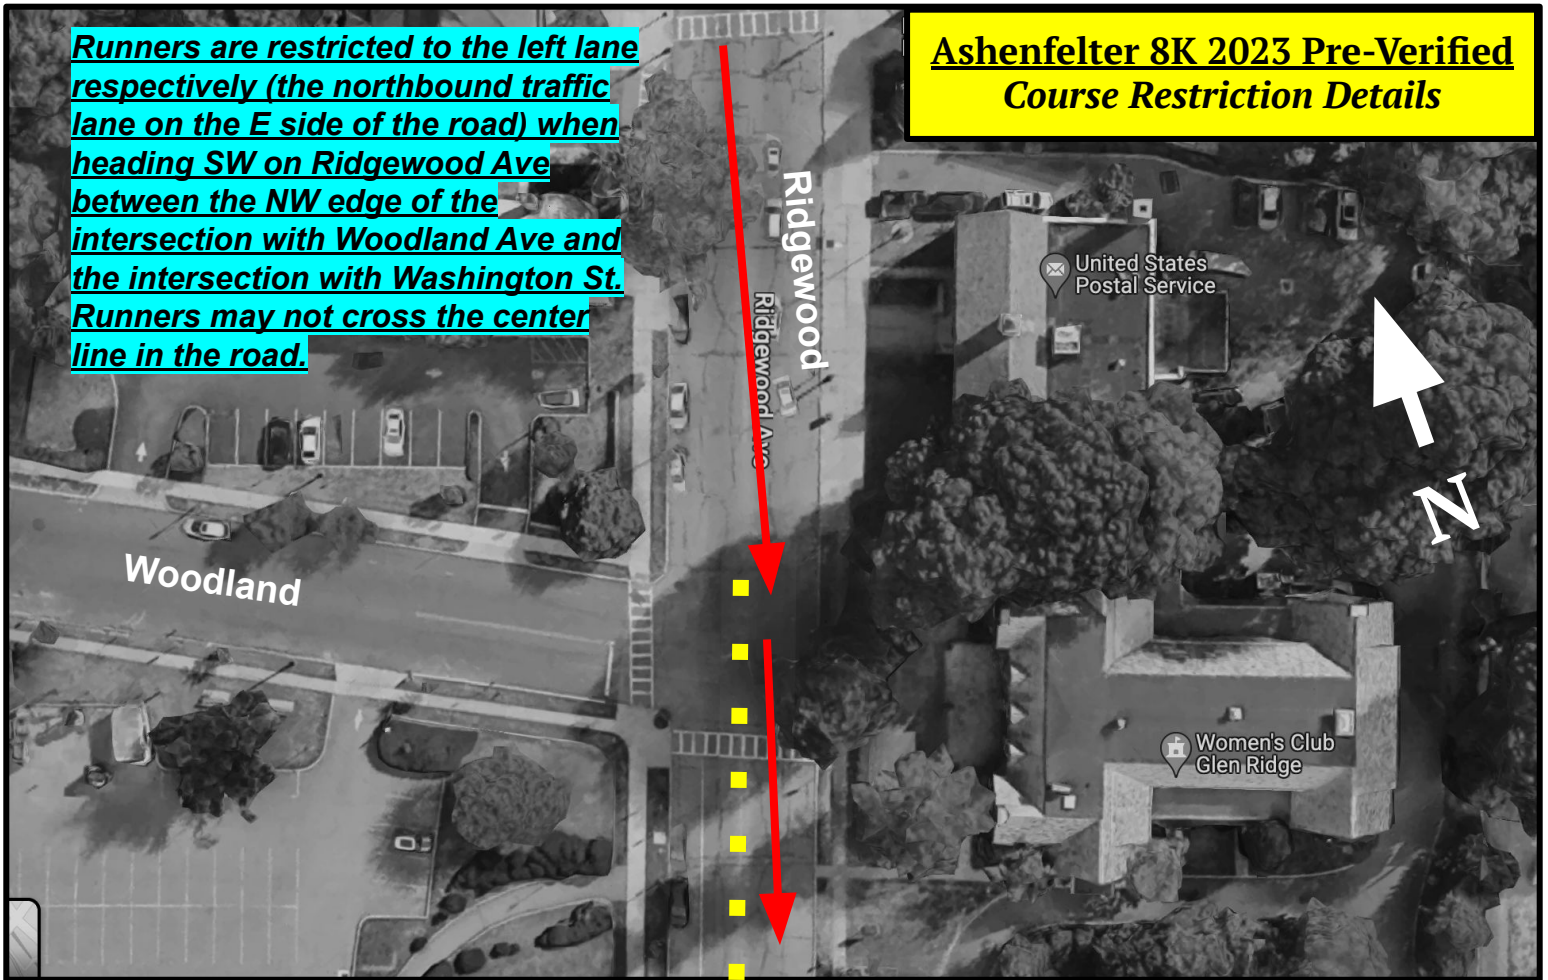 Runners are restricted to the left lane
respectively (the northbound traffic
lane on the E side of the road) when
heading SW on Ridgewood Ave
between the NW edge of the
intersection with Woodland Ave and
the intersection with Washington St.
Runners may not cross the center
line in the road.
Ashenfelter 8K 2023 Pre-Verified
Course Restriction Details
Ridgewood
Ridgewood Ave
United States
Postal Service
N
Woodland
Women's Club
Glen Ridge